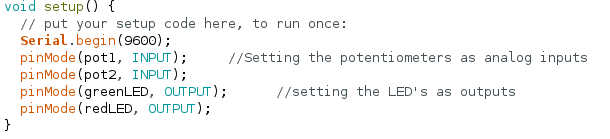 void setup() {
  // put your setup code here, to run once:
  Serial.begin(9600);
  pinMode(pot1, INPUT);     //Setting the potentiometers as analog inputs
  pinMode(pot2, INPUT);
  pinMode(greenLED, OUTPUT);      //setting the LED's as outputs
  pinMode(redLED, OUTPUT);
}